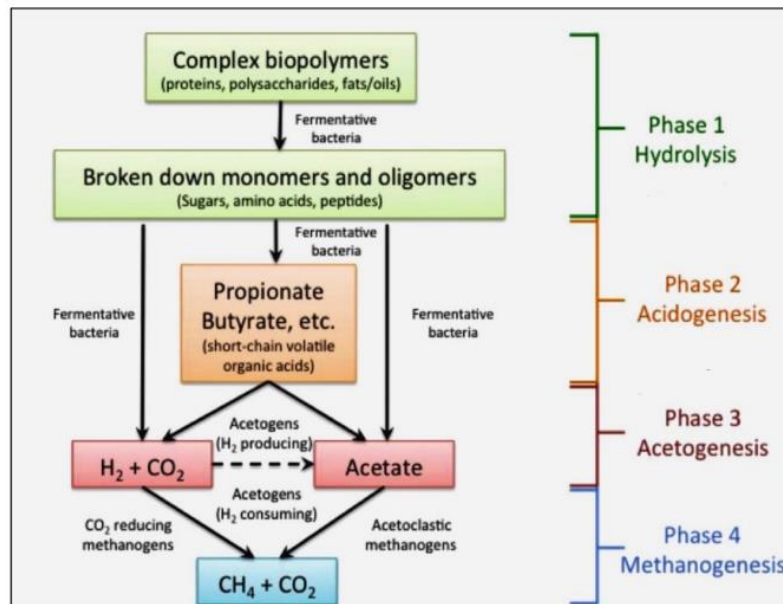 Complex biopolymers
(proteins, polysaccharides, fats/oils)
Fermentative
bacteria
Phase 1
Hydrolysis
Broken down monomers and oligomers
(Sugars, amino acids, peptides)
Fermentative
bacteria
Fermentative
bacteria
Propionate
Butyrate, etc.
(short-chain volatile
organic acids)
Fermentative
bacteria
Phase 2
Acidogenesis
Acetogens
(H₂ producing)
H₂ + CO₂
Acetate
Phase 3
Acetogenesis
Acetogens
(H₂ consuming)
CO₂ reducing
methanogens
Acetoclastic
methanogens
CH₄ + CO₂
Phase 4
Methanogenesis